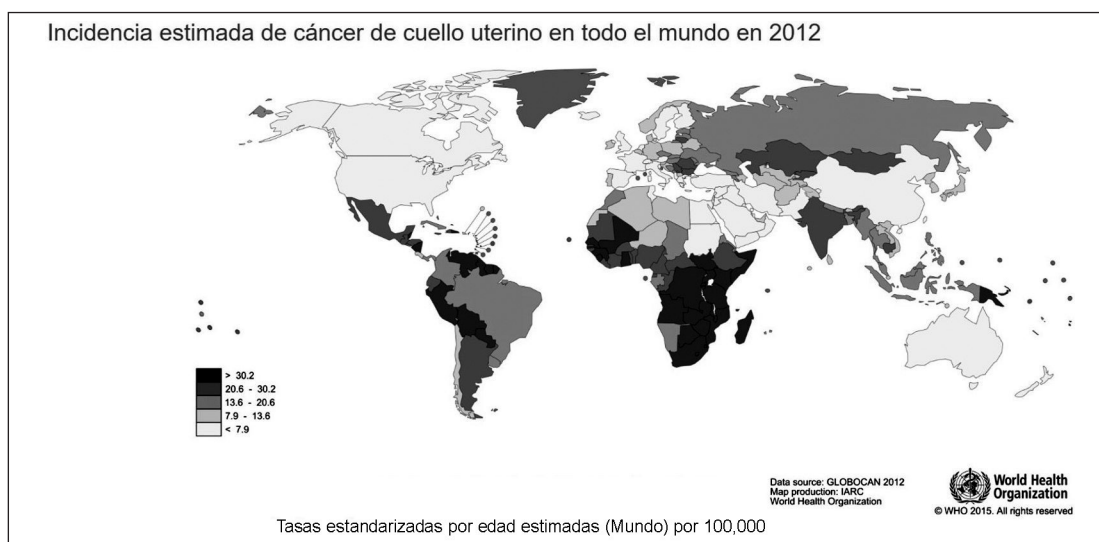 Incidencia estimada de cáncer de cuello uterino en todo el mundo en 2012
> 30.2
20.6 - 30.2
13.6 - 20.6
7.9 - 13.6
< 7.9
Data source: GLOBOCAN 2012
Map production: IARC
World Health Organization
World Health
Organization
© WHO 2015. All rights reserved
Tasas estandarizadas por edad estimadas (Mundo) por 100,000